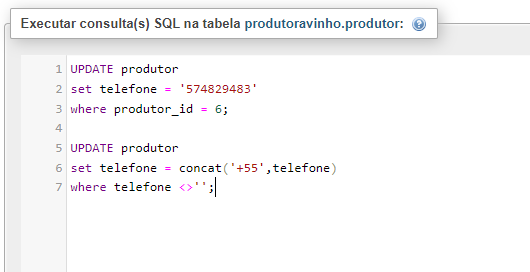 Executar consulta(s) SQL na tabela produtoravinho.produtor:
1 UPDATE produtor
2 set telefone = '574829483'
3 where produtor_id = 6;
4
5 UPDATE produtor
6 set telefone = concat('+55',telefone)
7 where telefone <>'';